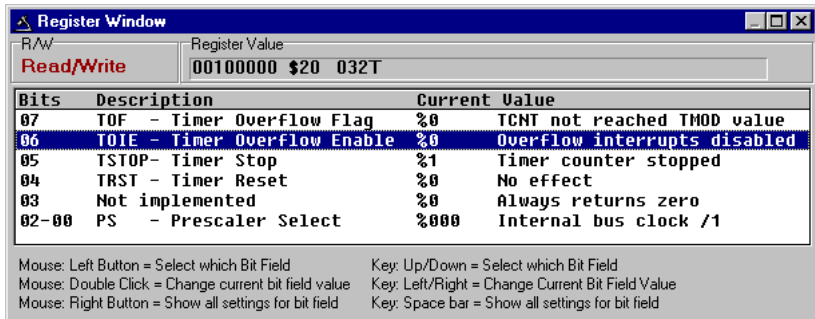 Register Window
R/W
Register Value
Read/Write
00100000 $20 032T
Bits Description Current Value
07 TOF - Timer Overflow Flag %0 TCNT not reached TMOD value
06 TOIE - Timer Overflow Enable %0 Overflow interrupts disabled
05 TSTOP- Timer Stop %1 Timer counter stopped
04 TRST - Timer Reset %0 No effect
03 Not implemented %0 Always returns zero
02-00 PS - Prescaler Select %000 Internal bus clock /1
Mouse: Left Button = Select which Bit Field Key: Up/Down = Select which Bit Field
Mouse: Double Click = Change current bit field value Key: Left/Right = Change Current Bit Field Value
Mouse: Right Button = Show all settings for bit field Key: Space bar = Show all settings for bit field